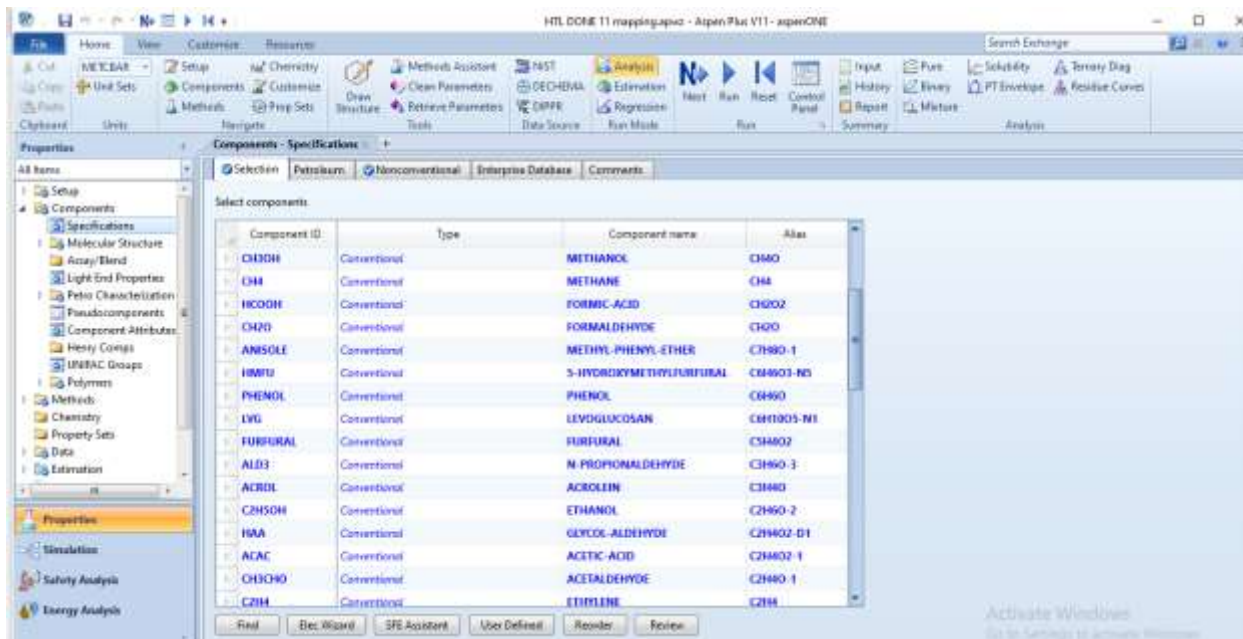 HTL DONE 11 mapping.apwz - Aspen Plus V11 - aspenONE
File Home View Customize Resources
Search Exchange
Cut METCBAR Setup Chemistry Methods Assistant NIST Analysis Input Pure Solubility Ternary Diag
Copy Unit Sets Components Customize Draw Structure Clean Parameters DECHEMA Estimation Next Run Reset Control Panel History Binary PT Envelope Residue Curves
Paste Methods Prop Sets Retrieve Parameters DIPPR Regression Report Mixture
Clipboard Units Navigate Tools Data Source Run Mode Run Summary Analysis
Properties
Components - Specifications +
All Items
Selection Petroleum Nonconventional Enterprise Database Comments
Setup
Components
Specifications
Molecular Structure
Assay/Blend
Light End Properties
Petro Characterization
Pseudocomponents
Component Attributes
Henry Comps
UNIFAC Groups
Polymers
Methods
Chemistry
Property Sets
Data
Estimation
Properties
Simulation
Safety Analysis
Energy Analysis
Select components
Component ID Type Component name Alias
CH3OH Conventional METHANOL CH4O
CH4 Conventional METHANE CH4
HCOOH Conventional FORMIC-ACID CH2O2
CH2O Conventional FORMALDEHYDE CH2O
ANISOLE Conventional METHYL-PHENYL-ETHER C7H8O-1
HMFU Conventional 5-HYDROXYMETHYLFURFURAL C6H6O3-N5
PHENOL Conventional PHENOL C6H6O
LVG Conventional LEVOGLUCOSAN C6H10O5-N1
FURFURAL Conventional FURFURAL C5H4O2
ALD3 Conventional N-PROPIONALDEHYDE C3H6O-3
ACROL Conventional ACROLEIN C3H4O
C2H5OH Conventional ETHANOL C2H6O-2
HAA Conventional GLYCOL-ALDEHYDE C2H4O2-D1
ACAC Conventional ACETIC-ACID C2H4O2-1
CH3CHO Conventional ACETALDEHYDE C2H4O-1
C2H4 Conventional ETHYLENE C2H4
Find Elec Wizard SFE Assistant User Defined Reorder Review
Activate Windows
Go to Settings to activate Windows.